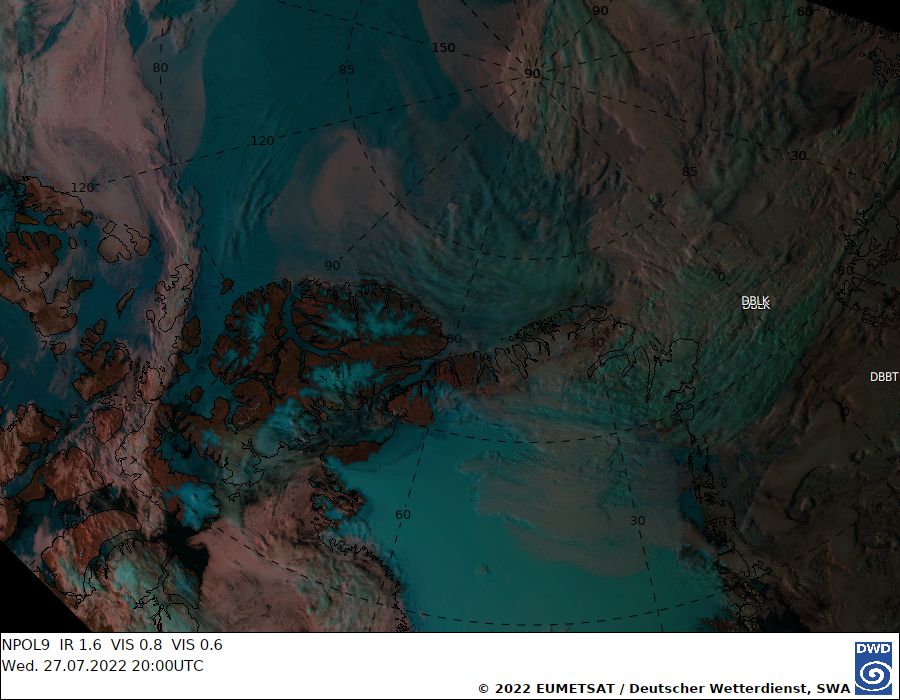 90
60
150
80
85
90
120
30
85
120
90
0
60
DBLK
DBLK
75
60
30
DBBT
0
60
30
NPOL9 IR 1.6 VIS 0.8 VIS 0.6
Wed. 27.07.2022 20:00UTC
DWD
© 2022 EUMETSAT / Deutscher Wetterdienst, SWA